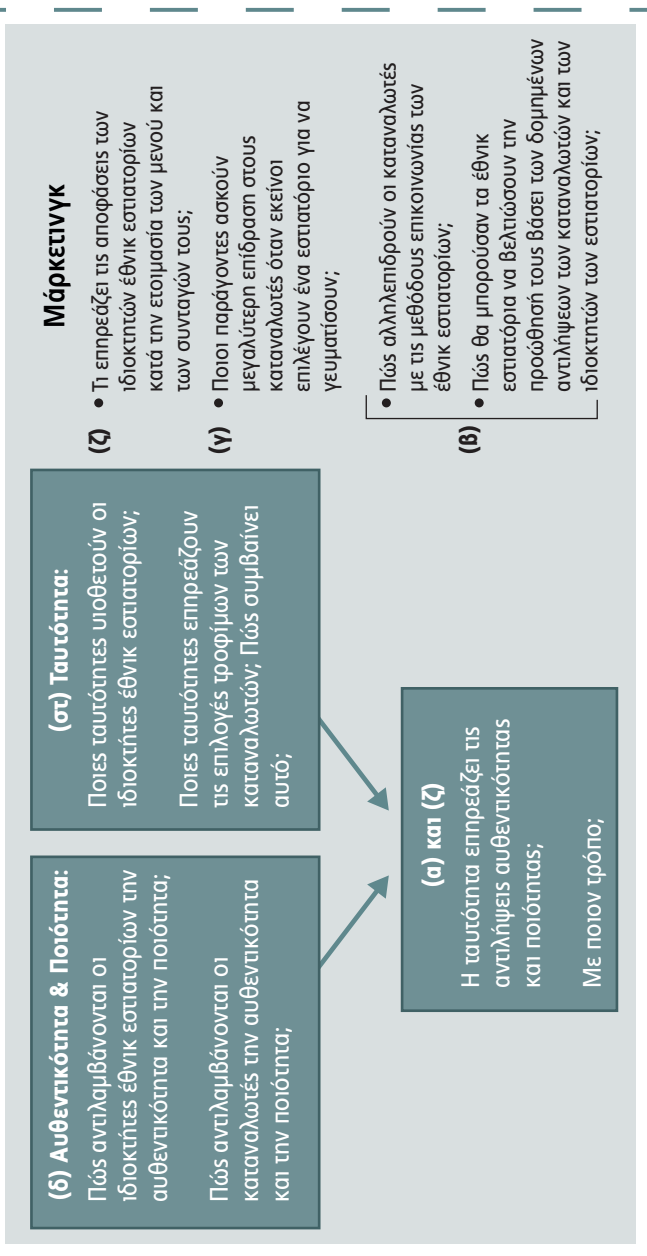 (δ) Αυθεντικότητα & Ποιότητα:
Πώς αντιλαμβάνονται οι
ιδιοκτήτες έθνικ εστιατορίων την
αυθεντικότητα και την ποιότητα;
Πώς αντιλαμβάνονται οι
καταναλωτές την αυθεντικότητα
και την ποιότητα;
(στ) Ταυτότητα:
Ποιες ταυτότητες υιοθετούν οι
ιδιοκτήτες έθνικ εστιατορίων;
Ποιες ταυτότητες επηρεάζουν
τις επιλογές τροφίμων των
καταναλωτών; Πώς συμβαίνει
αυτό;
(α) και (ζ)
Η ταυτότητα επηρεάζει τις
αντιλήψεις αυθεντικότητας
και ποιότητας;
Με ποιον τρόπο;
Μάρκετινγκ
(ζ) • Τι επηρεάζει τις αποφάσεις των
ιδιοκτητών έθνικ εστιατορίων
κατά την ετοιμασία των μενού και
των συνταγών τους;
(γ) • Ποιοι παράγοντες ασκούν
μεγαλύτερη επίδραση στους
καταναλωτές όταν εκείνοι
επιλέγουν ένα εστιατόριο για να
γευματίσουν;
(β)
• Πώς αλληλεπιδρούν οι καταναλωτές
με τις μεθόδους επικοινωνίας των
έθνικ εστιατορίων;
• Πώς θα μπορούσαν τα έθνικ
εστιατόρια να βελτιώσουν την
προώθησή τους βάσει των δομημένων
αντιλήψεων των καταναλωτών και των
ιδιοκτητών των εστιατορίων;